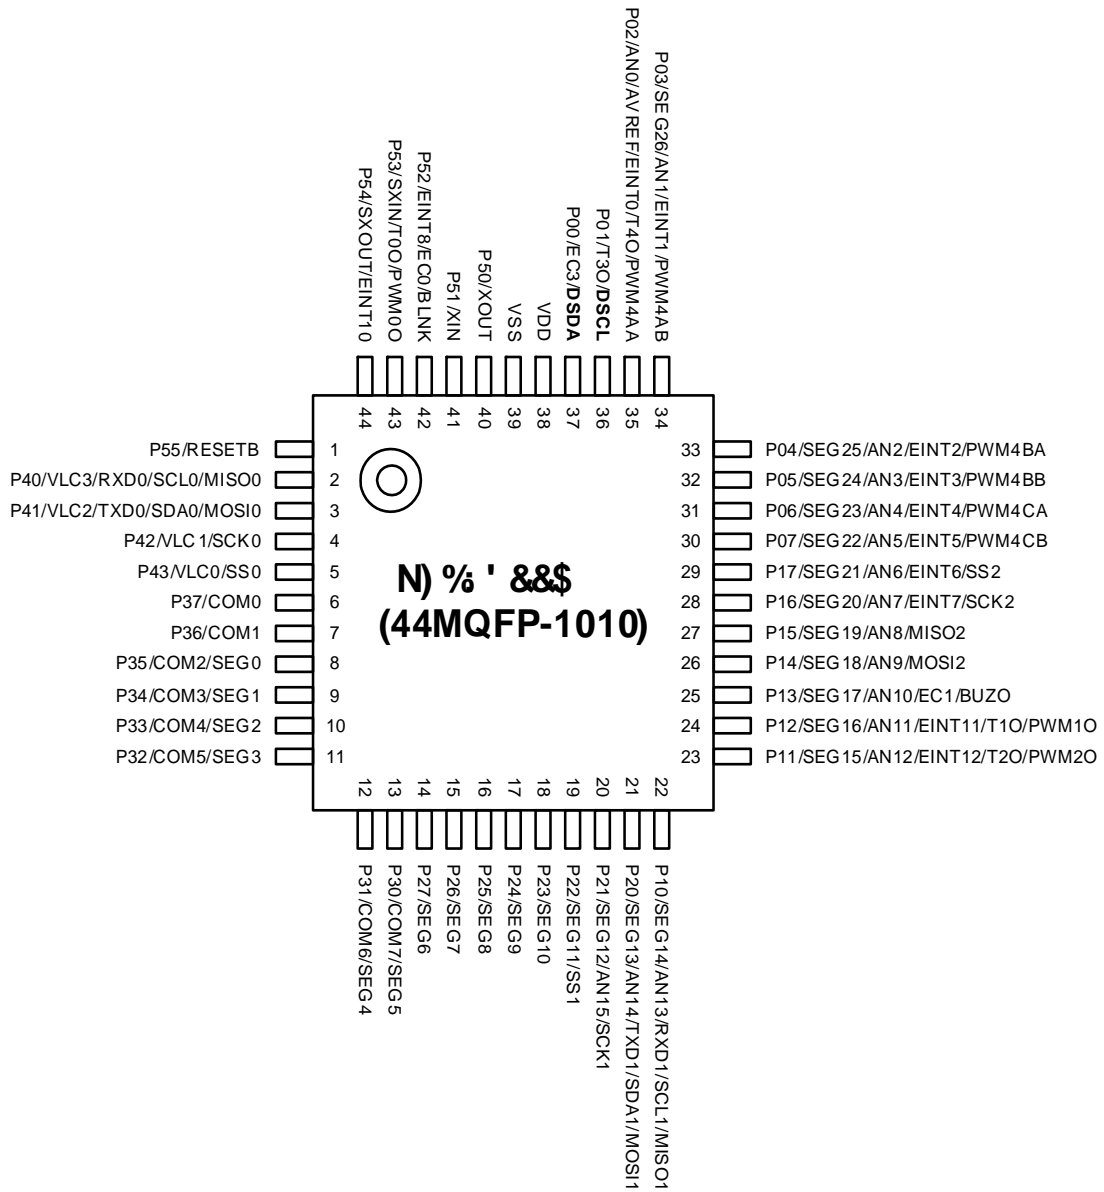 P54/SXOUT/EINT10
P53/SXIN/T0O/PWM0O
P52/EINT8/EC0/BLNK
P51/XIN
P50/XOUT
VSS
VDD
P00/EC3/DSDA
P01/T3O/DSCL
P02/AN0/AVREF/EINT0/T4O/PWM4AA
P03/SEG26/AN1/EINT1/PWM4AB
44
43
42
41
40
39
38
37
36
35
34
P55/RESETB 1
P40/VLC3/RXD0/SCL0/MISO0 2
P41/VLC2/TXD0/SDA0/MOSI0 3
P42/VLC1/SCK0 4
P43/VLC0/SS0 5
P37/COM0 6
P36/COM1 7
P35/COM2/SEG0 8
P34/COM3/SEG1 9
P33/COM4/SEG2 10
P32/COM5/SEG3 11
N) % ' &&$
(44MQFP-1010)
33 P04/SEG25/AN2/EINT2/PWM4BA
32 P05/SEG24/AN3/EINT3/PWM4BB
31 P06/SEG23/AN4/EINT4/PWM4CA
30 P07/SEG22/AN5/EINT5/PWM4CB
29 P17/SEG21/AN6/EINT6/SS2
28 P16/SEG20/AN7/EINT7/SCK2
27 P15/SEG19/AN8/MISO2
26 P14/SEG18/AN9/MOSI2
25 P13/SEG17/AN10/EC1/BUZO
24 P12/SEG16/AN11/EINT11/T1O/PWM1O
23 P11/SEG15/AN12/EINT12/T2O/PWM2O
12
13
14
15
16
17
18
19
20
21
22
P31/COM6/SEG4
P30/COM7/SEG5
P27/SEG6
P26/SEG7
P25/SEG8
P24/SEG9
P23/SEG10
P22/SEG11/SS1
P21/SEG12/AN15/SCK1
P20/SEG13/AN14/TXD1/SDA1/MOSI1
P10/SEG14/AN13/RXD1/SCL1/MISO1